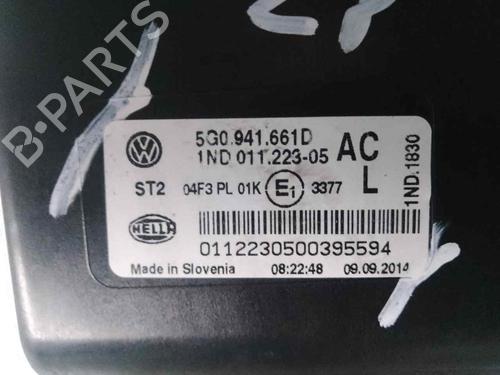 5G0.941.661D
1ND 011.223-05 AC
ST2 04F3 PL 01K E1 3377 L
1ND.1830
HELLA
0112230500395594
Made in Slovenia 08:22:48 09.09.2014